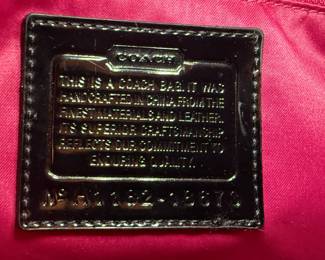 COACH
THIS IS A COACH BAG. IT WAS
HANDCRAFTED IN CHINA FROM THE
FINEST MATERIALS AND LEATHER.
ITS SUPERIOR CRAFTSMANSHIP
REFLECTS OUR COMMITMENT TO
ENDURING QUALITY.